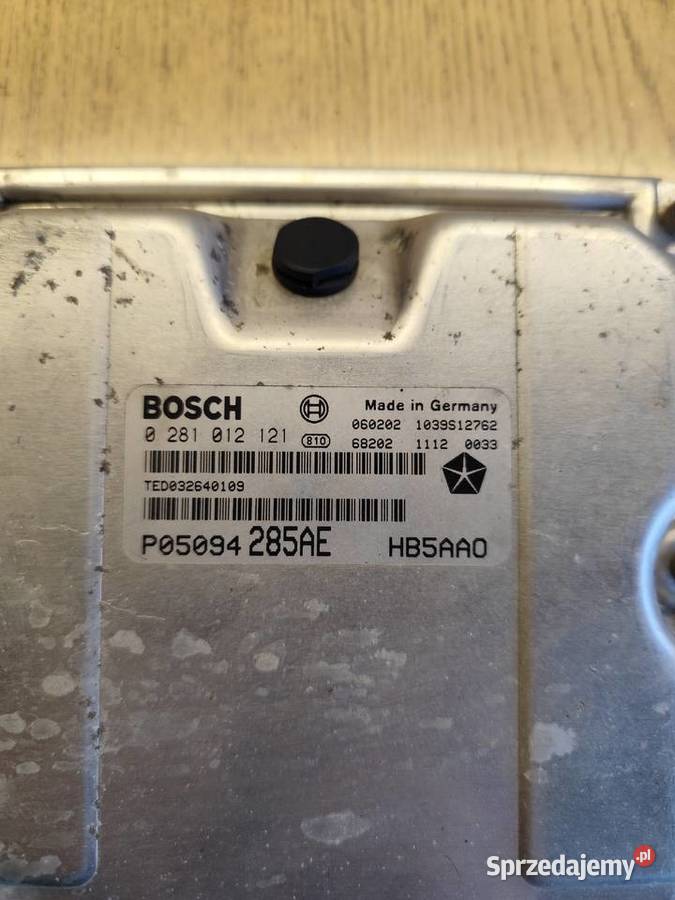 BOSCH Made in Germany
0 281 012 121 810 060202 1039S12762
68202 1112 0033
TED032640109
P05094 285AE HB5AA0
Sprzedajemy.pl